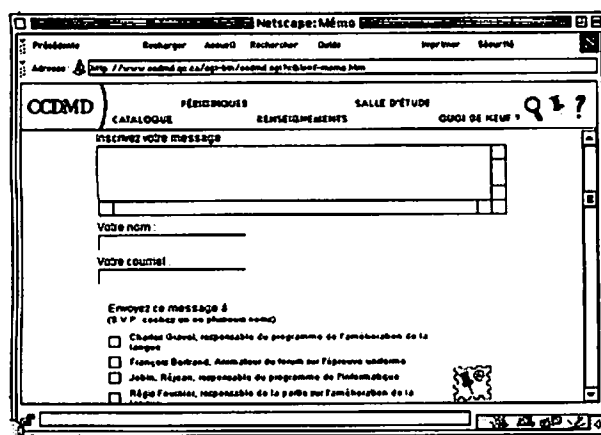 Netscape: Mémo
Précédente Recharger Accueil Rechercher Guide Imprimer Sécurité
Adresse :
CCDMD
PÉRIODIQUES SALLE D'ÉTUDE
CATALOGUE RENSEIGNEMENTS QUOI DE NEUF ?
Inscrivez votre message
Votre nom :
Votre courriel :
Envoyez ce message à
(S.V.P. cochez un ou plusieurs noms)
Charles Gravel, responsable du programme de l'amélioration de la
langue
François Bertrand, Animateur du forum sur l'épreuve uniforme
Jobin, Réjean, responsable du programme de l'informatique
Régis Fournier, responsable de la partie sur l'amélioration de la